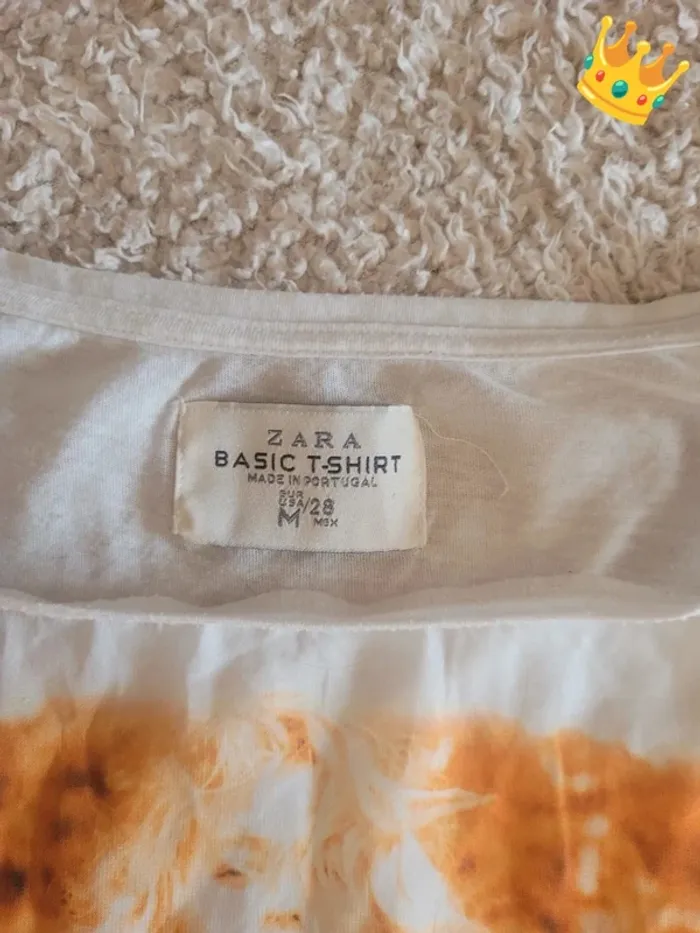 ZARA
BASIC T-SHIRT
MADE IN PORTUGAL
EUR
USA
M/28
MEX